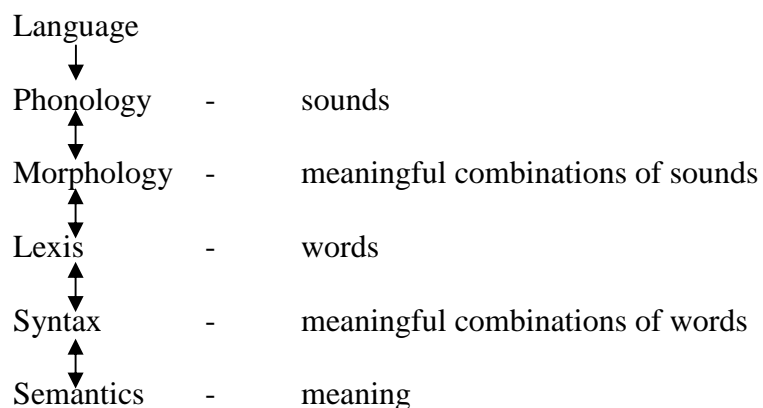 Language
Phonology - sounds
Morphology - meaningful combinations of sounds
Lexis - words
Syntax - meaningful combinations of words
Semantics - meaning